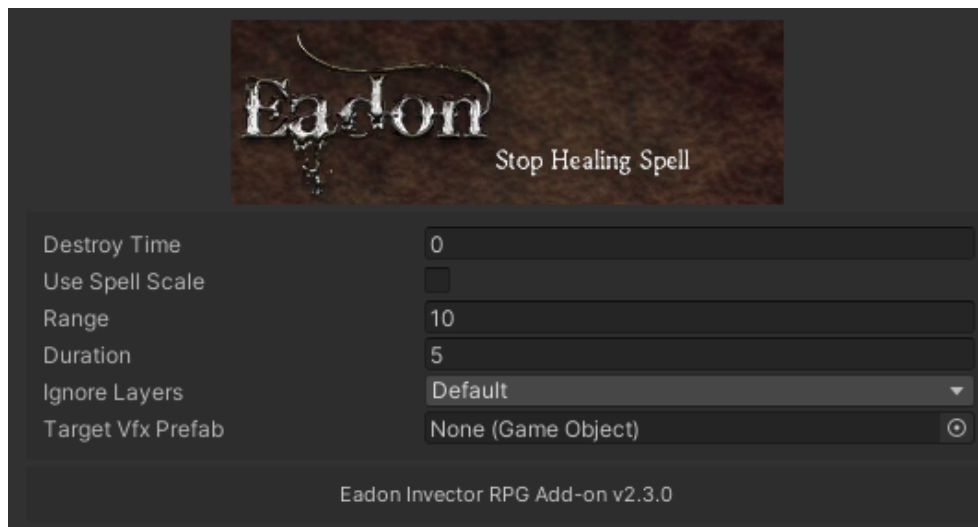 Eadon
Stop Healing Spell
Destroy Time 0
Use Spell Scale
Range 10
Duration 5
Ignore Layers Default
Target Vfx Prefab None (Game Object)
Eadon Invector RPG Add-on v2.3.0